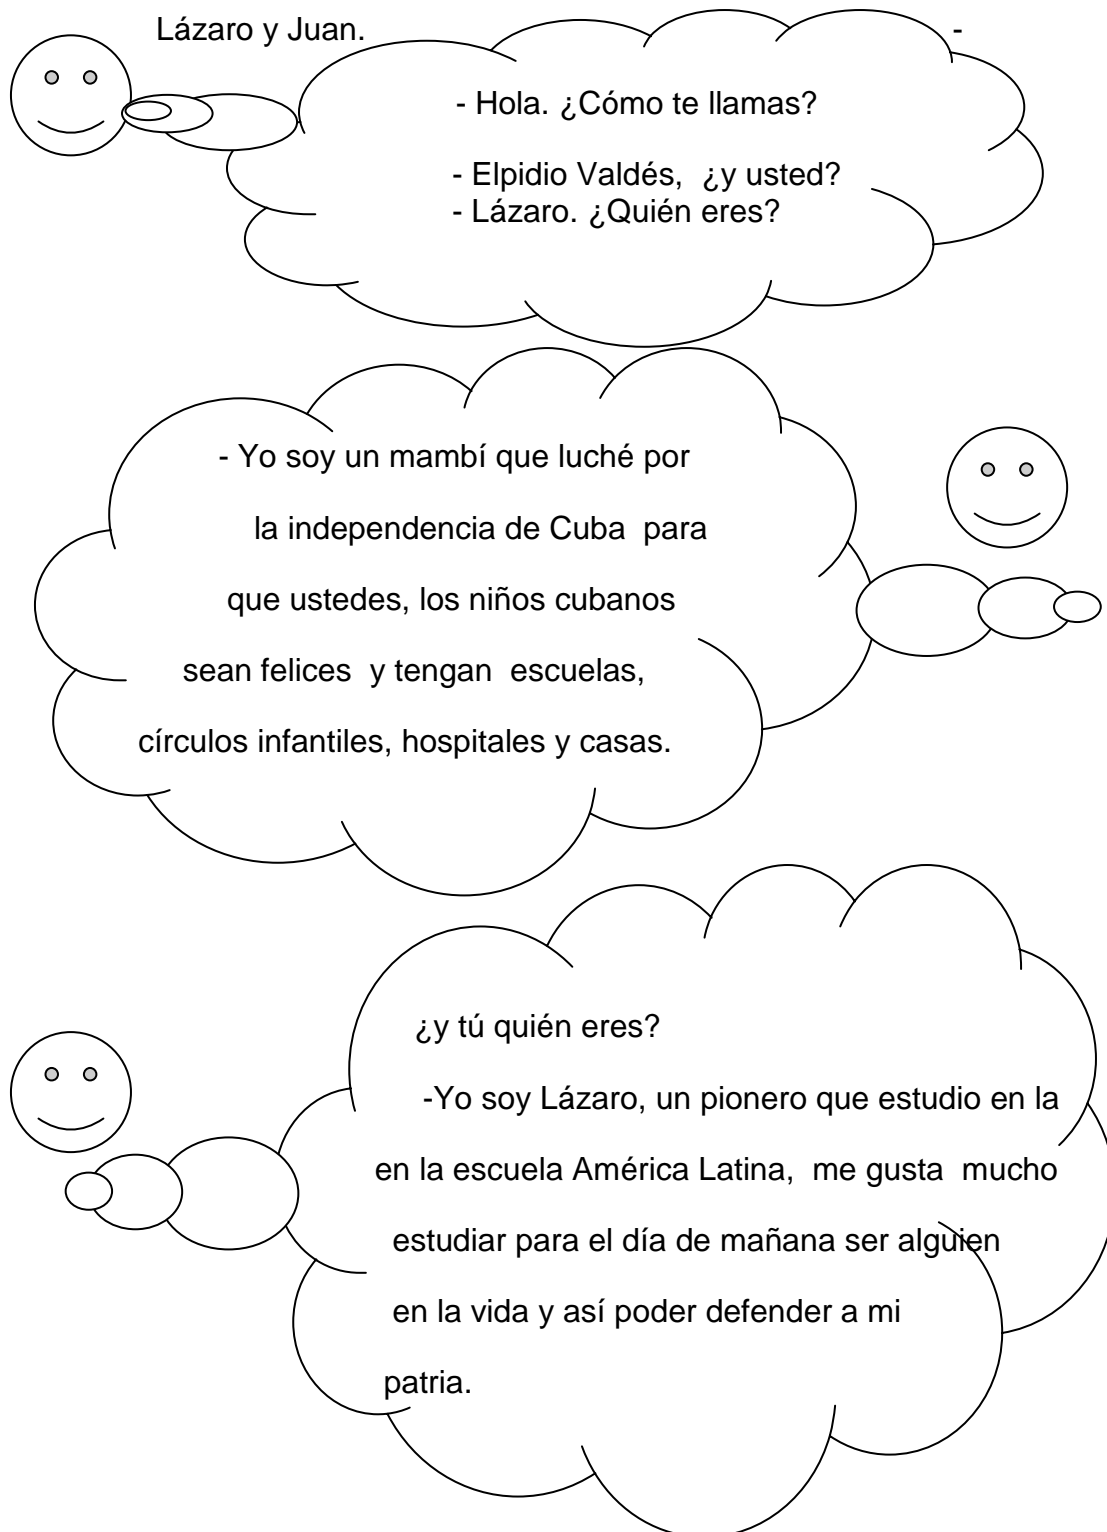 Lázaro y Juan. -
- Hola. ¿Cómo te llamas?
- Elpidio Valdés, ¿y usted?
- Lázaro. ¿Quién eres?
- Yo soy un mambí que luché por
la independencia de Cuba para
que ustedes, los niños cubanos
sean felices y tengan escuelas,
círculos infantiles, hospitales y casas.
¿y tú quién eres?
-Yo soy Lázaro, un pionero que estudio en la
en la escuela América Latina, me gusta mucho
estudiar para el día de mañana ser alguien
en la vida y así poder defender a mi
patria.